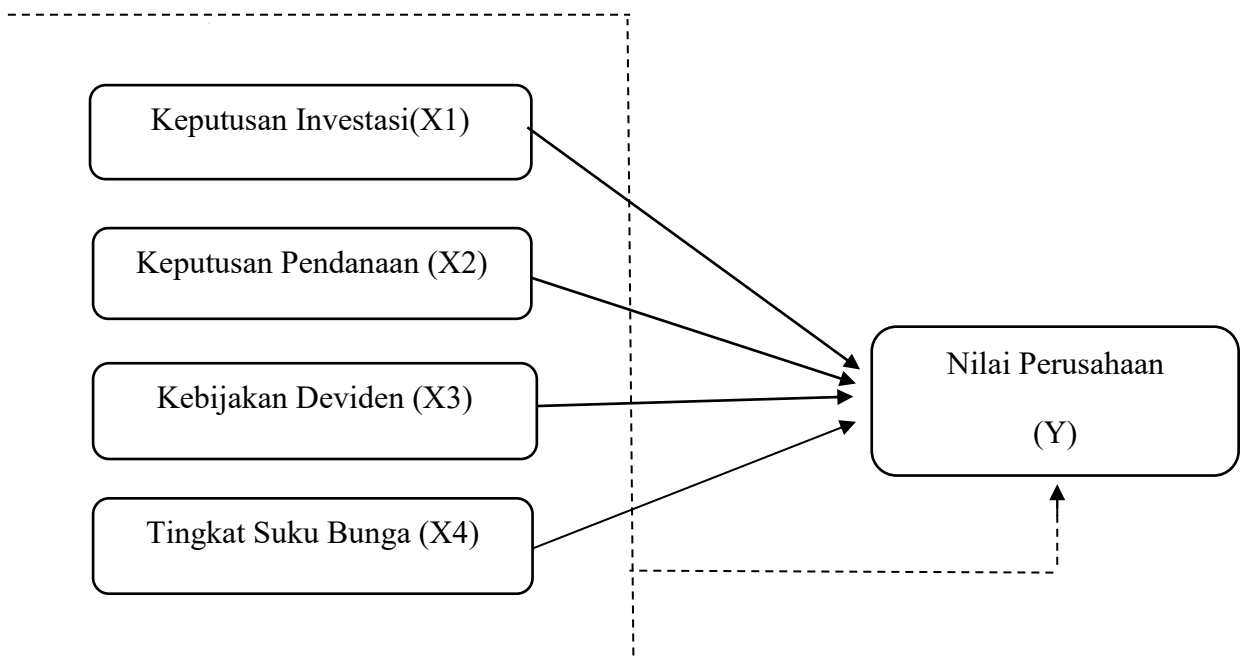 Keputusan Investasi(X1)
Keputusan Pendanaan (X2)
Kebijakan Deviden (X3)
Tingkat Suku Bunga (X4)
Nilai Perusahaan
(Y)